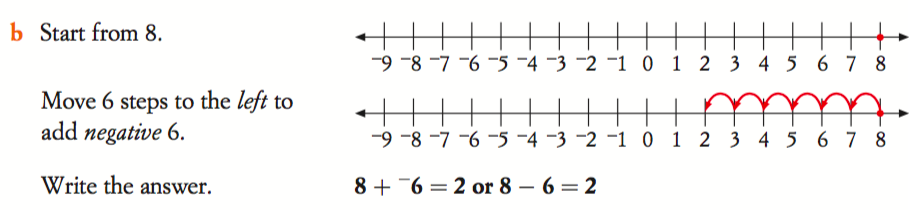 b Start from 8.
⁻9 ⁻8 ⁻7 ⁻6 ⁻5 ⁻4 ⁻3 ⁻2 ⁻1 0 1 2 3 4 5 6 7 8
Move 6 steps to the left to
add negative 6.
⁻9 ⁻8 ⁻7 ⁻6 ⁻5 ⁻4 ⁻3 ⁻2 ⁻1 0 1 2 3 4 5 6 7 8
Write the answer.
8 + ⁻6 = 2 or 8 – 6 = 2